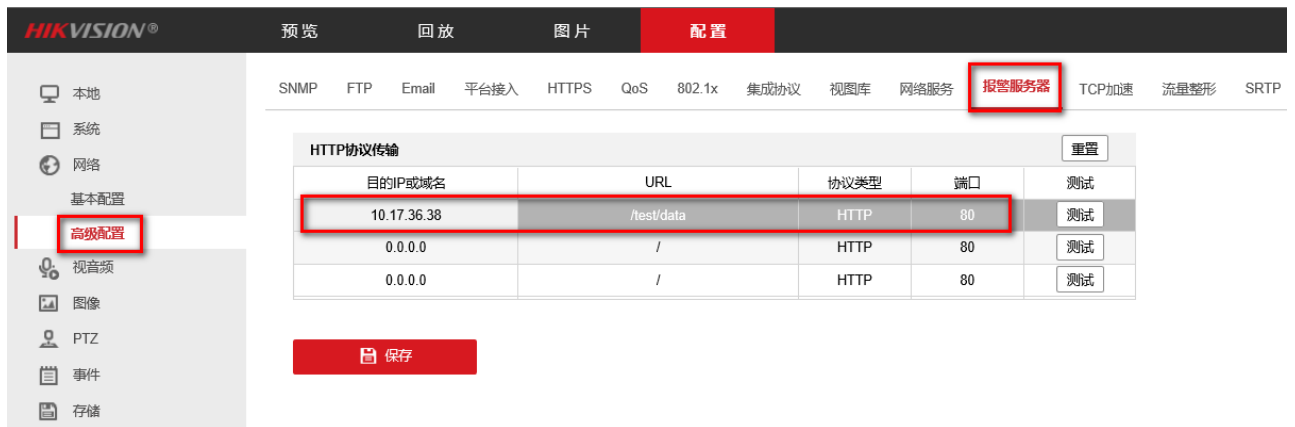 HIKVISION® 预览 回放 图片 配置
本地
系统
网络
基本配置
高级配置
视音频
图像
PTZ
事件
存储
SNMP FTP Email 平台接入 HTTPS QoS 802.1x 集成协议 视图库 网络服务 报警服务器 TCP加速 流量整形 SRTP
HTTP协议传输 重置
目的IP或域名 URL 协议类型 端口 测试
10.17.36.38 /test/data HTTP 80 测试
0.0.0.0 / HTTP 80 测试
0.0.0.0 / HTTP 80 测试
保存